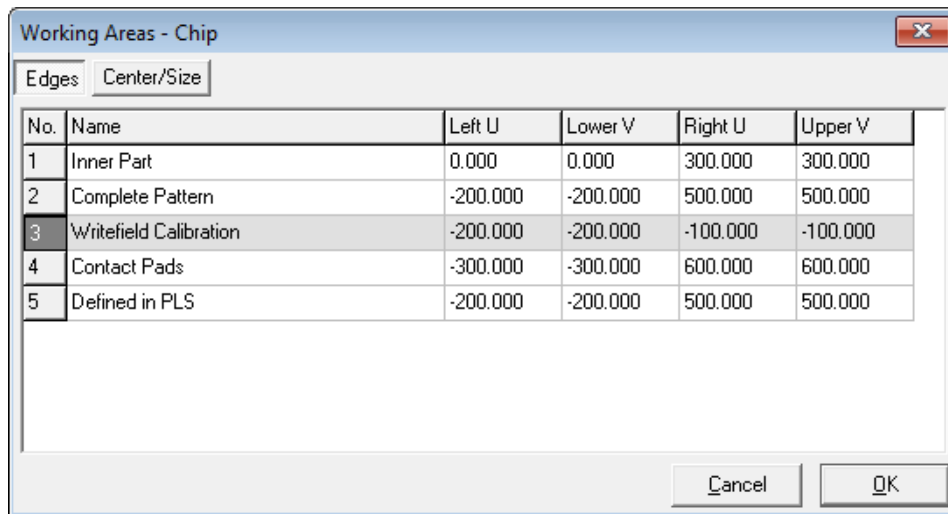 Working Areas - Chip
Edges Center/Size
No. Name Left U Lower V Right U Upper V
1 Inner Part 0.000 0.000 300.000 300.000
2 Complete Pattern -200.000 -200.000 500.000 500.000
3 Writefield Calibration -200.000 -200.000 -100.000 -100.000
4 Contact Pads -300.000 -300.000 600.000 600.000
5 Defined in PLS -200.000 -200.000 500.000 500.000
Cancel OK